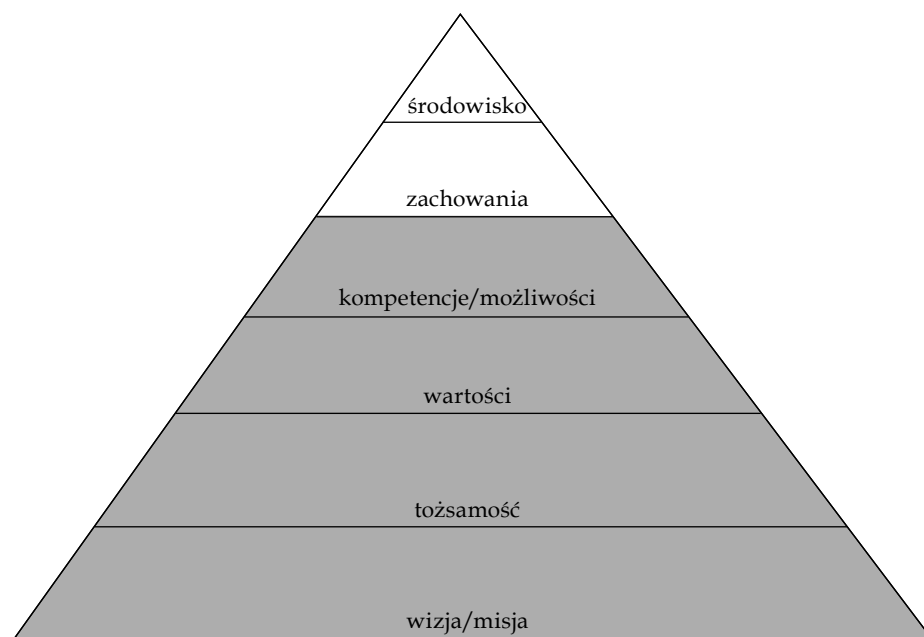 środowisko
zachowania
kompetencje/możliwości
wartości
tożsamość
wizja/misja